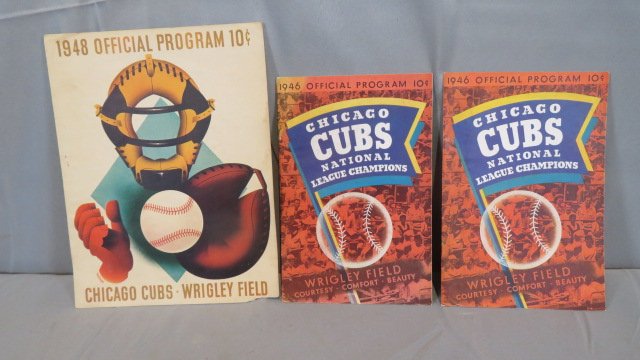 1948 OFFICIAL PROGRAM 10¢
CHICAGO CUBS - WRIGLEY FIELD
1946 OFFICIAL PROGRAM 10¢
CHICAGO
CUBS
NATIONAL
LEAGUE CHAMPIONS
WRIGLEY FIELD
COURTESY - COMFORT - BEAUTY
1946 OFFICIAL PROGRAM 10¢
CHICAGO
CUBS
NATIONAL
LEAGUE CHAMPIONS
WRIGLEY FIELD
COURTESY - COMFORT - BEAUTY